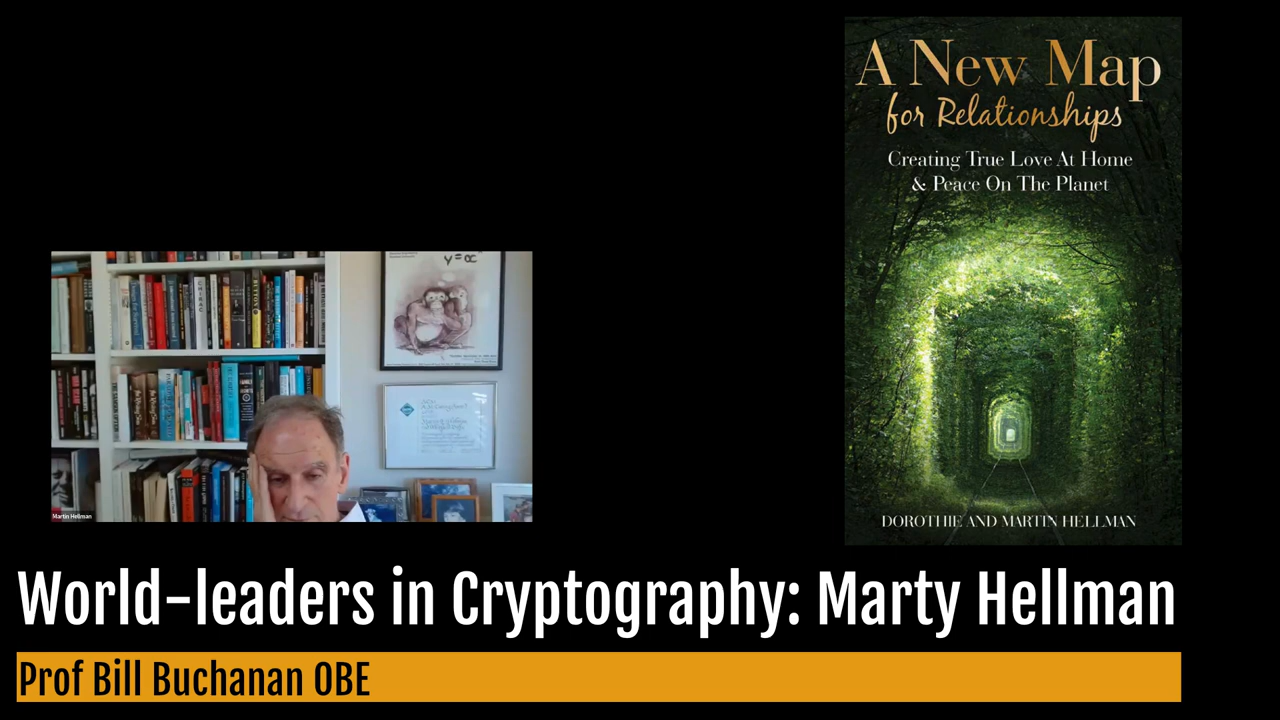 A New Map
for Relationships
Creating True Love At Home
& Peace On The Planet
DOROTHIE AND MARTIN HELLMAN
Martin Hellman
World-leaders in Cryptography: Marty Hellman
Prof Bill Buchanan OBE